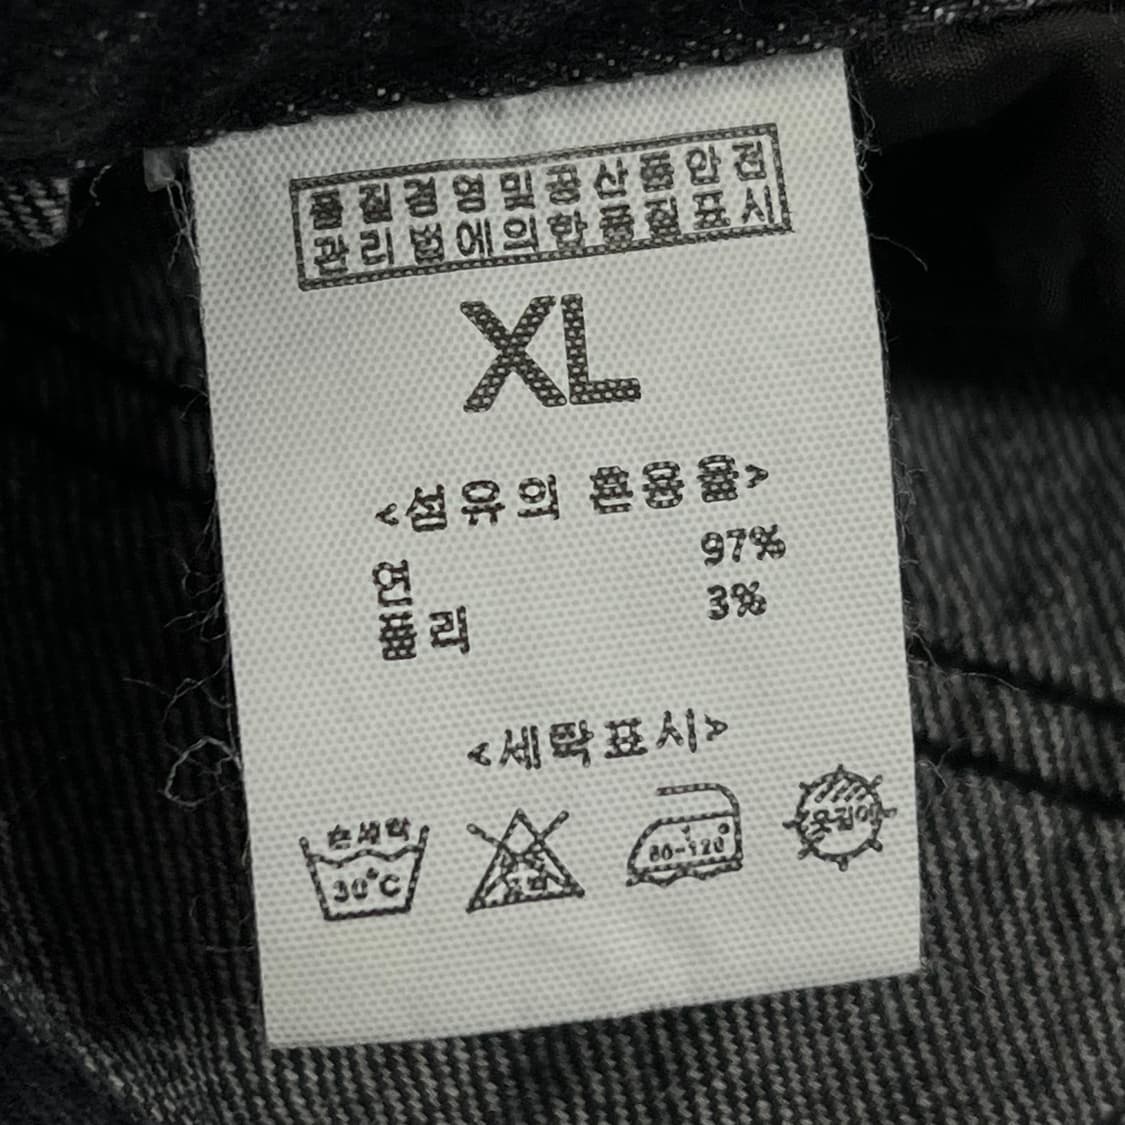 품질경영및공산품안전
관리법에의한품질표시
XL
<섬유의 혼용율>
진 97%
빼리 3%
<세탁표시>
손세탁
30°C
80-120°
옷걸이